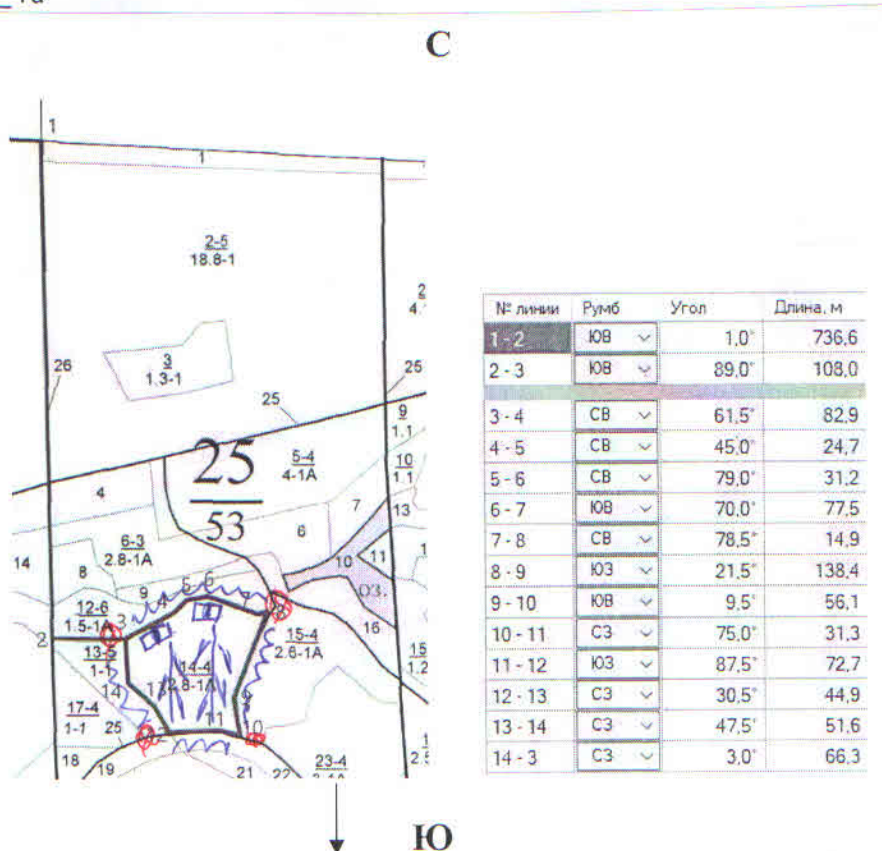 С
1
1
2-5
18.8-1
3
1,3-1
26
25
25
9
1.1
5-4
4-1А
25
53
10
1.1
4
7
13
6
6-3
2.8-1А
14
8
10
11
9
4
5
6
7
8
03.
12-6
1.5-1А
2
3
16
15-4
2.6-1А
13-5
1-1
14-4
2.8-1А
14
13
17-4
1-1
9
25
11
10
18
19
21
22
23-4
№ линии Румб Угол Длина, м
1 - 2 ЮВ 1,0° 736,6
2 - 3 ЮВ 89,0° 108,0
3 - 4 СВ 61,5° 82,9
4 - 5 СВ 45,0° 24,7
5 - 6 СВ 79,0° 31,2
6 - 7 ЮВ 70,0° 77,5
7 - 8 СВ 78,5° 14,9
8 - 9 ЮЗ 21,5° 138,4
9 - 10 ЮВ 9,5° 56,1
10 - 11 СЗ 75,0° 31,3
11 - 12 ЮЗ 87,5° 72,7
12 - 13 СЗ 30,5° 44,9
13 - 14 СЗ 47,5° 51,6
14 - 3 СЗ 3,0° 66,3
Ю